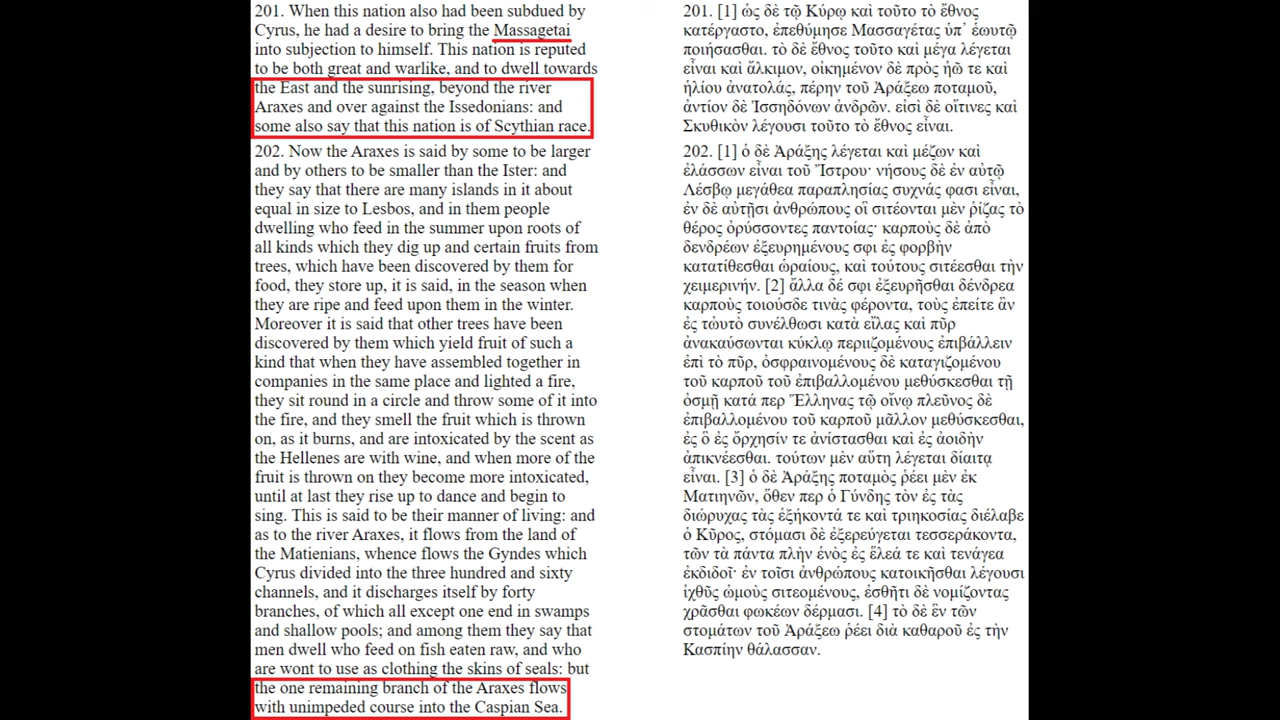 201. When this nation also had been subdued by
Cyrus, he had a desire to bring the Massagetai
into subjection to himself. This nation is reputed
to be both great and warlike, and to dwell towards
the East and the sunrising, beyond the river
Araxes and over against the Issedonians: and
some also say that this nation is of Scythian race.
202. Now the Araxes is said by some to be larger
and by others to be smaller than the Ister: and
they say that there are many islands in it about
equal in size to Lesbos, and in them people
dwelling who feed in the summer upon roots of
all kinds which they dig up and certain fruits from
trees, which have been discovered by them for
food, they store up, it is said, in the season when
they are ripe and feed upon them in the winter.
Moreover it is said that other trees have been
discovered by them which yield fruit of such a
kind that when they have assembled together in
companies in the same place and lighted a fire,
they sit round in a circle and throw some of it into
the fire, and they smell the fruit which is thrown
on, as it burns, and are intoxicated by the scent as
the Hellenes are with wine, and when more of the
fruit is thrown on they become more intoxicated,
until at last they rise up to dance and begin to
sing. This is said to be their manner of living: and
as to the river Araxes, it flows from the land of
the Matienians, whence flows the Gyndes which
Cyrus divided into the three hundred and sixty
channels, and it discharges itself by forty
branches, of which all except one end in swamps
and shallow pools; and among them they say that
men dwell who feed on fish eaten raw, and who
are wont to use as clothing the skins of seals: but
the one remaining branch of the Araxes flows
with unimpeded course into the Caspian Sea.
201. [1] ὡς δὲ τῷ Κύρῳ καὶ τοῦτο τὸ ἔθνος
κατέργαστο, ἐπεθύμησε Μασσαγέτας ὑπ᾽ ἑωυτῷ
ποιήσασθαι. τὸ δὲ ἔθνος τοῦτο καὶ μέγα λέγεται
εἶναι καὶ ἄλκιμον, οἰκημένον δὲ πρὸς ἠῶ τε καὶ
ἡλίου ἀνατολάς, πέρην τοῦ Ἀράξεω ποταμοῦ,
ἀντίον δὲ Ἰσσηδόνων ἀνδρῶν. εἰσὶ δὲ οἵτινες καὶ
Σκυθικὸν λέγουσι τοῦτο τὸ ἔθνος εἶναι.
202. [1] ὁ δὲ Ἀράξης λέγεται καὶ μέζων καὶ
ἐλάσσων εἶναι τοῦ Ἴστρου· νήσους δὲ ἐν αὐτῷ
Λέσβῳ μεγάθεα παραπλησίας συχνάς φασι εἶναι,
ἐν δὲ αὐτῇσι ἀνθρώπους οἳ σιτέονται μὲν ῥίζας τὸ
θέρος ὀρύσσοντες παντοίας· καρποὺς δὲ ἀπὸ
δενδρέων ἐξευρημένους σφι ἐς φορβὴν
κατατίθεσθαι ὡραίους, καὶ τούτους σιτέεσθαι τὴν
χειμερινήν. [2] ἄλλα δέ σφι ἐξευρῆσθαι δένδρεα
καρποὺς τοιούσδε τινὰς φέροντα, τοὺς ἐπείτε ἂν
ἐς τὠυτὸ συνέλθωσι κατὰ εἴλας καὶ πῦρ
ἀνακαύσωνται κύκλῳ περιιζομένους ἐπιβάλλειν
ἐπὶ τὸ πῦρ, ὀσφραινομένους δὲ καταγιζομένου
τοῦ καρποῦ τοῦ ἐπιβαλλομένου μεθύσκεσθαι τῇ
ὀσμῇ κατά περ Ἕλληνας τῷ οἴνῳ πλεῦνος δὲ
ἐπιβαλλομένου τοῦ καρποῦ μᾶλλον μεθύσκεσθαι,
ἐς ὃ ἐς ὄρχησίν τε ἀνίστασθαι καὶ ἐς ἀοιδὴν
ἀπικνέεσθαι. τούτων μὲν αὕτη λέγεται δίαιτα
εἶναι. [3] ὁ δὲ Ἀράξης ποταμὸς ῥέει μὲν ἐκ
Ματιηνῶν, ὅθεν περ ὁ Γύνδης τὸν ἐς τὰς
διώρυχας τὰς ἑξήκοντά τε καὶ τριηκοσίας διέλαβε
ὁ Κῦρος, στόμασι δὲ ἐξερεύγεται τεσσεράκοντα,
τῶν τὰ πάντα πλὴν ἑνὸς ἐς ἕλεά τε καὶ τενάγεα
ἐκδιδοῖ· ἐν τοῖσι ἀνθρώπους κατοικῆσθαι λέγουσι
ἰχθῦς ὠμοὺς σιτεομένους, ἐσθῆτι δὲ νομίζοντας
χρᾶσθαι φωκέων δέρμασι. [4] τὸ δὲ ἓν τῶν
στομάτων τοῦ Ἀράξεω ῥέει διὰ καθαροῦ ἐς τὴν
Κασπίην θάλασσαν.